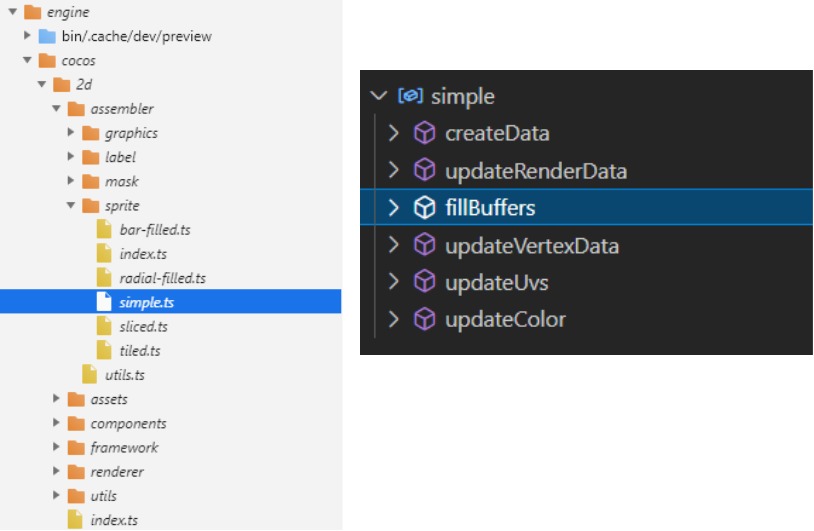 engine
bin/.cache/dev/preview
cocos
2d
assembler
graphics
label
mask
sprite
bar-filled.ts
index.ts
radial-filled.ts
simple.ts
sliced.ts
tiled.ts
utils.ts
assets
components
framework
renderer
utils
index.ts
simple
createData
updateRenderData
fillBuffers
updateVertexData
updateUvs
updateColor